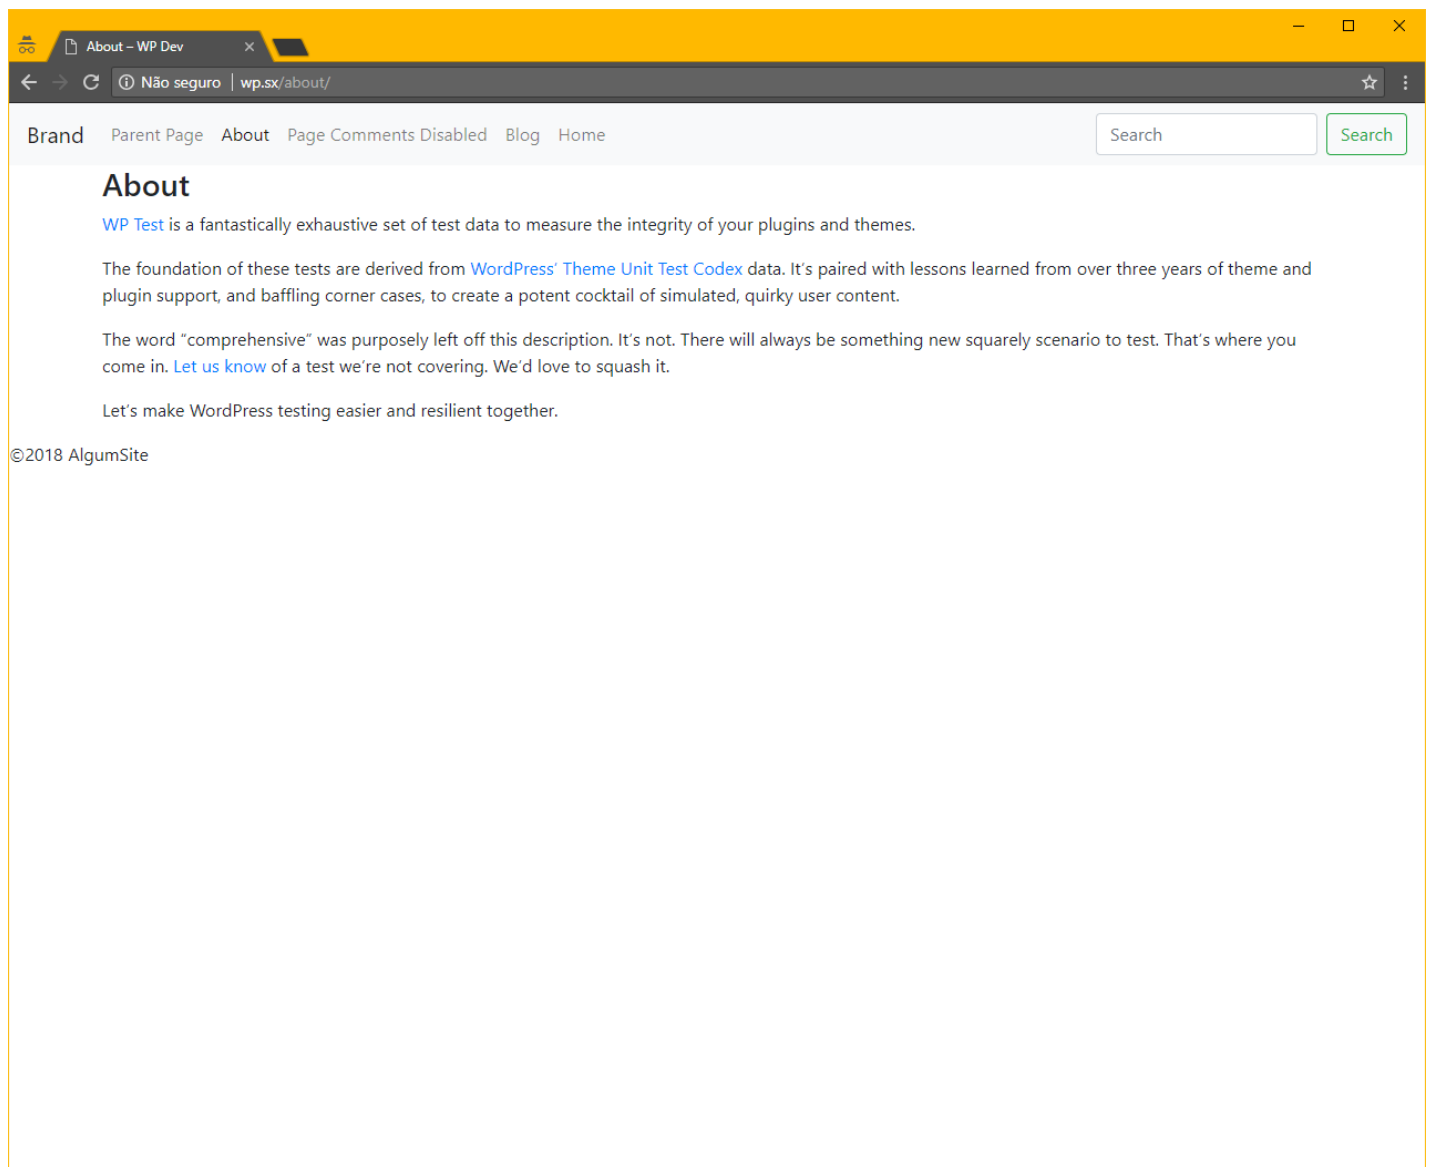 About – WP Dev
Não seguro | wp.sx/about/
Brand Parent Page About Page Comments Disabled Blog Home Search Search
About
WP Test is a fantastically exhaustive set of test data to measure the integrity of your plugins and themes.
The foundation of these tests are derived from WordPress’ Theme Unit Test Codex data. It’s paired with lessons learned from over three years of theme and
plugin support, and baffling corner cases, to create a potent cocktail of simulated, quirky user content.
The word “comprehensive” was purposely left off this description. It’s not. There will always be something new squarely scenario to test. That’s where you
come in. Let us know of a test we’re not covering. We’d love to squash it.
Let’s make WordPress testing easier and resilient together.
©2018 AlgumSite